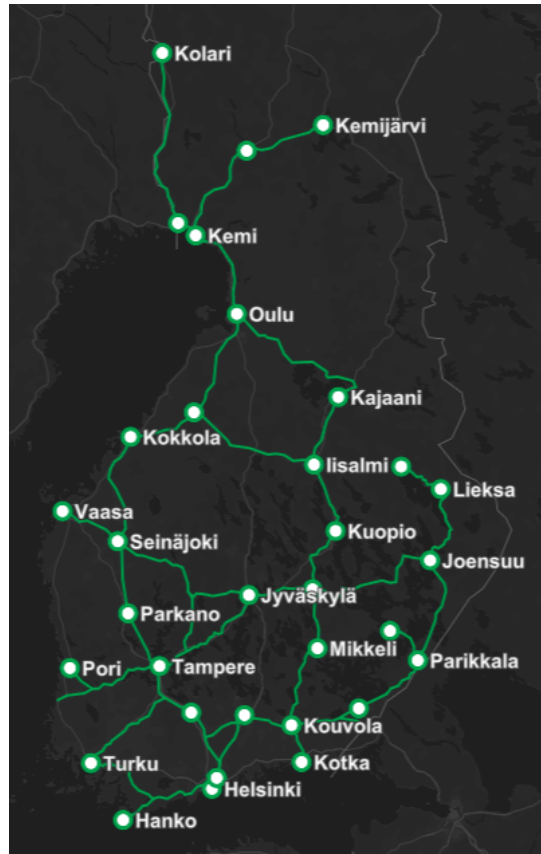 Kolari
Kemijärvi
Kemi
Oulu
Kajaani
Kokkola
Iisalmi
Lieksa
Vaasa
Kuopio
Seinäjoki
Joensuu
Jyväskylä
Parkano
Mikkeli
Parikkala
Pori
Tampere
Kouvola
Turku
Kotka
Helsinki
Hanko